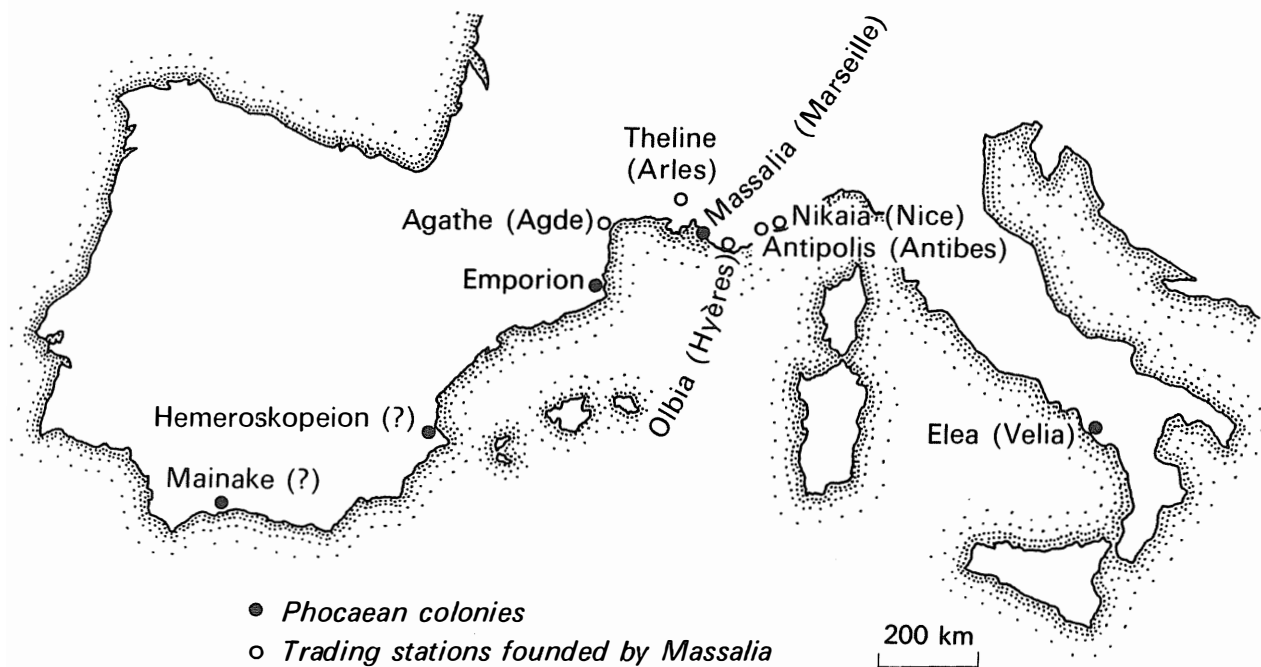 Theline
(Arles)
Massalia (Marseille)
Agathe (Agde)
Nikaia (Nice)
Antipolis (Antibes)
Emporion
Olbia (Hyères)
Hemeroskopeion (?)
Elea (Velia)
Mainake (?)
Phocaean colonies
Trading stations founded by Massalia
200 km